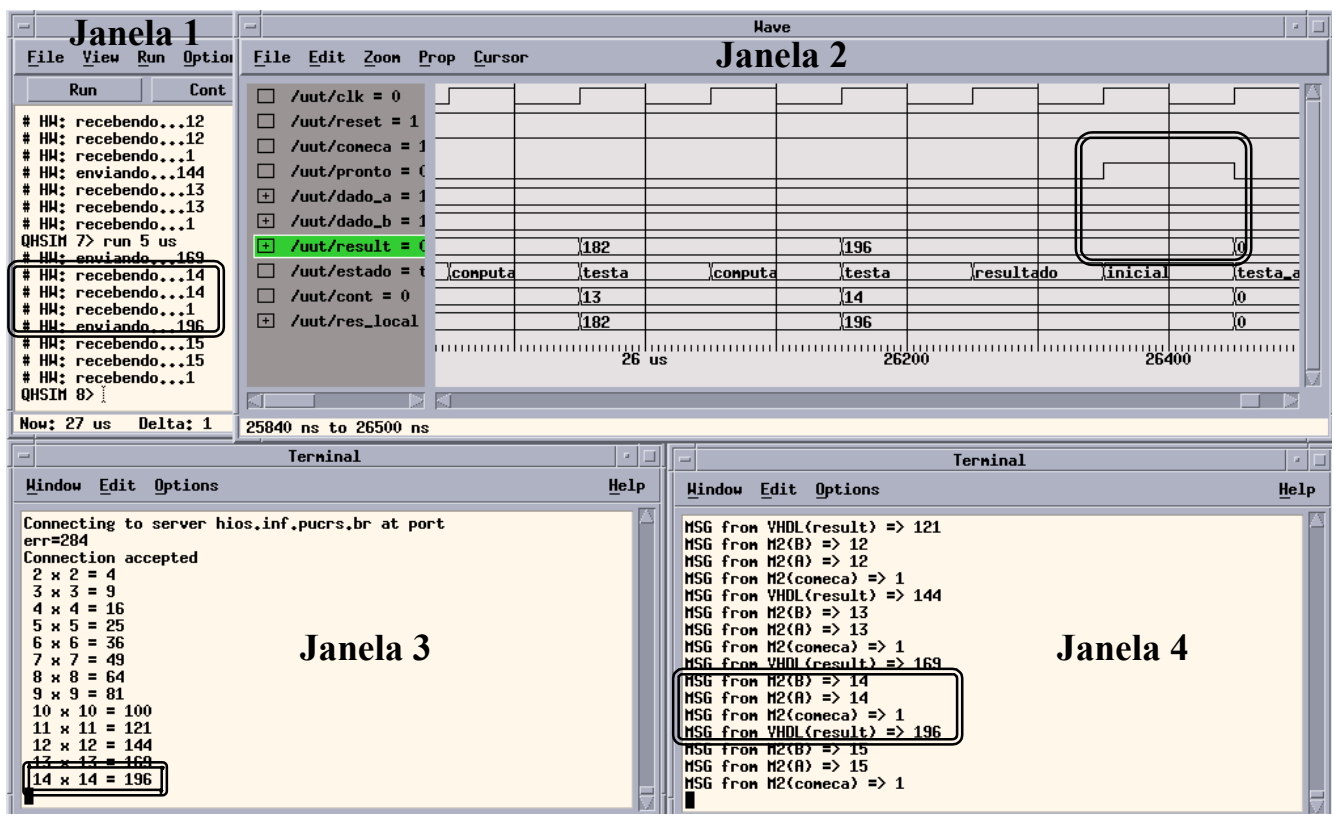 Janela 1
File View Run Option
Run Cont
# HW: recebendo...12
# HW: recebendo...12
# HW: recebendo...1
# HW: enviando...144
# HW: recebendo...13
# HW: recebendo...13
# HW: recebendo...1
QHSIM 7> run 5 us
# HW: enviando...169
# HW: recebendo...14
# HW: recebendo...14
# HW: recebendo...1
# HW: enviando...196
# HW: recebendo...15
# HW: recebendo...15
# HW: recebendo...1
QHSIM 8>
Now: 27 us Delta: 1
Wave
File Edit Zoom Prop Cursor
Janela 2
/uut/clk = 0
/uut/reset = 1
/uut/comeca = 1
/uut/pronto = 0
/uut/dado_a = 1
/uut/dado_b = 1
/uut/result = 0 182 196 0
/uut/estado = t computa testa computa testa resultado inicial testa_a
/uut/cont = 0 13 14 0
/uut/res_local 182 196 0
26 us 26200 26400
25840 ns to 26500 ns
Terminal
Window Edit Options Help
Connecting to server hios.inf.pucrs.br at port
err=284
Connection accepted
2 x 2 = 4
3 x 3 = 9
4 x 4 = 16
5 x 5 = 25
6 x 6 = 36
7 x 7 = 49
8 x 8 = 64
9 x 9 = 81
10 x 10 = 100
11 x 11 = 121
12 x 12 = 144
13 x 13 = 169
14 x 14 = 196
Janela 3
Terminal
Window Edit Options Help
MSG from VHDL(result) => 121
MSG from M2(B) => 12
MSG from M2(A) => 12
MSG from M2(comeca) => 1
MSG from VHDL(result) => 144
MSG from M2(B) => 13
MSG from M2(A) => 13
MSG from M2(comeca) => 1
MSG from VHDL(result) => 169
MSG from M2(B) => 14
MSG from M2(A) => 14
MSG from M2(comeca) => 1
MSG from VHDL(result) => 196
MSG from M2(B) => 15
MSG from M2(A) => 15
MSG from M2(comeca) => 1
Janela 4